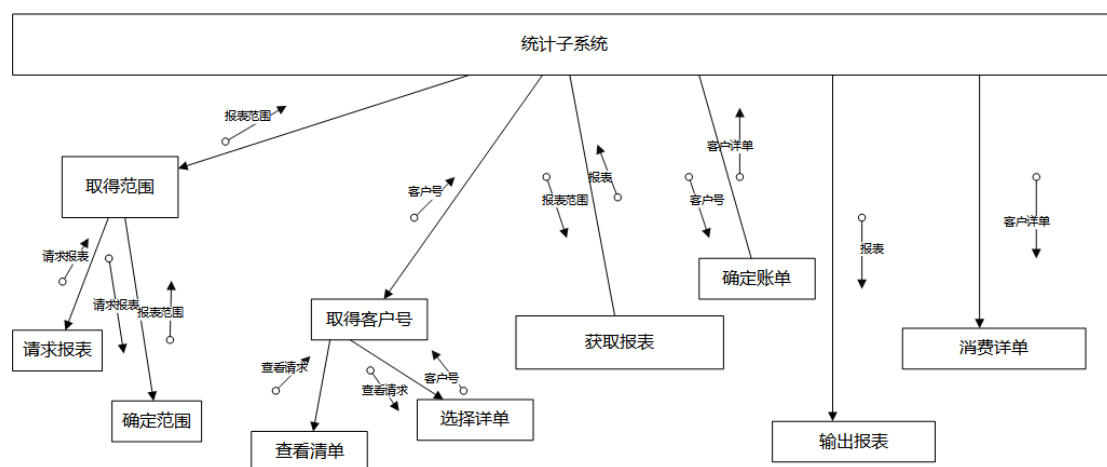 统计子系统
报表范围
取得范围
客户号
报表范围
报表
客户号
客户详单
报表
客户详单
请求报表
请求报表
报表范围
确定账单
取得客户号
获取报表
请求报表
消费详单
查看请求
查看请求
客户号
确定范围
选择详单
查看清单
输出报表